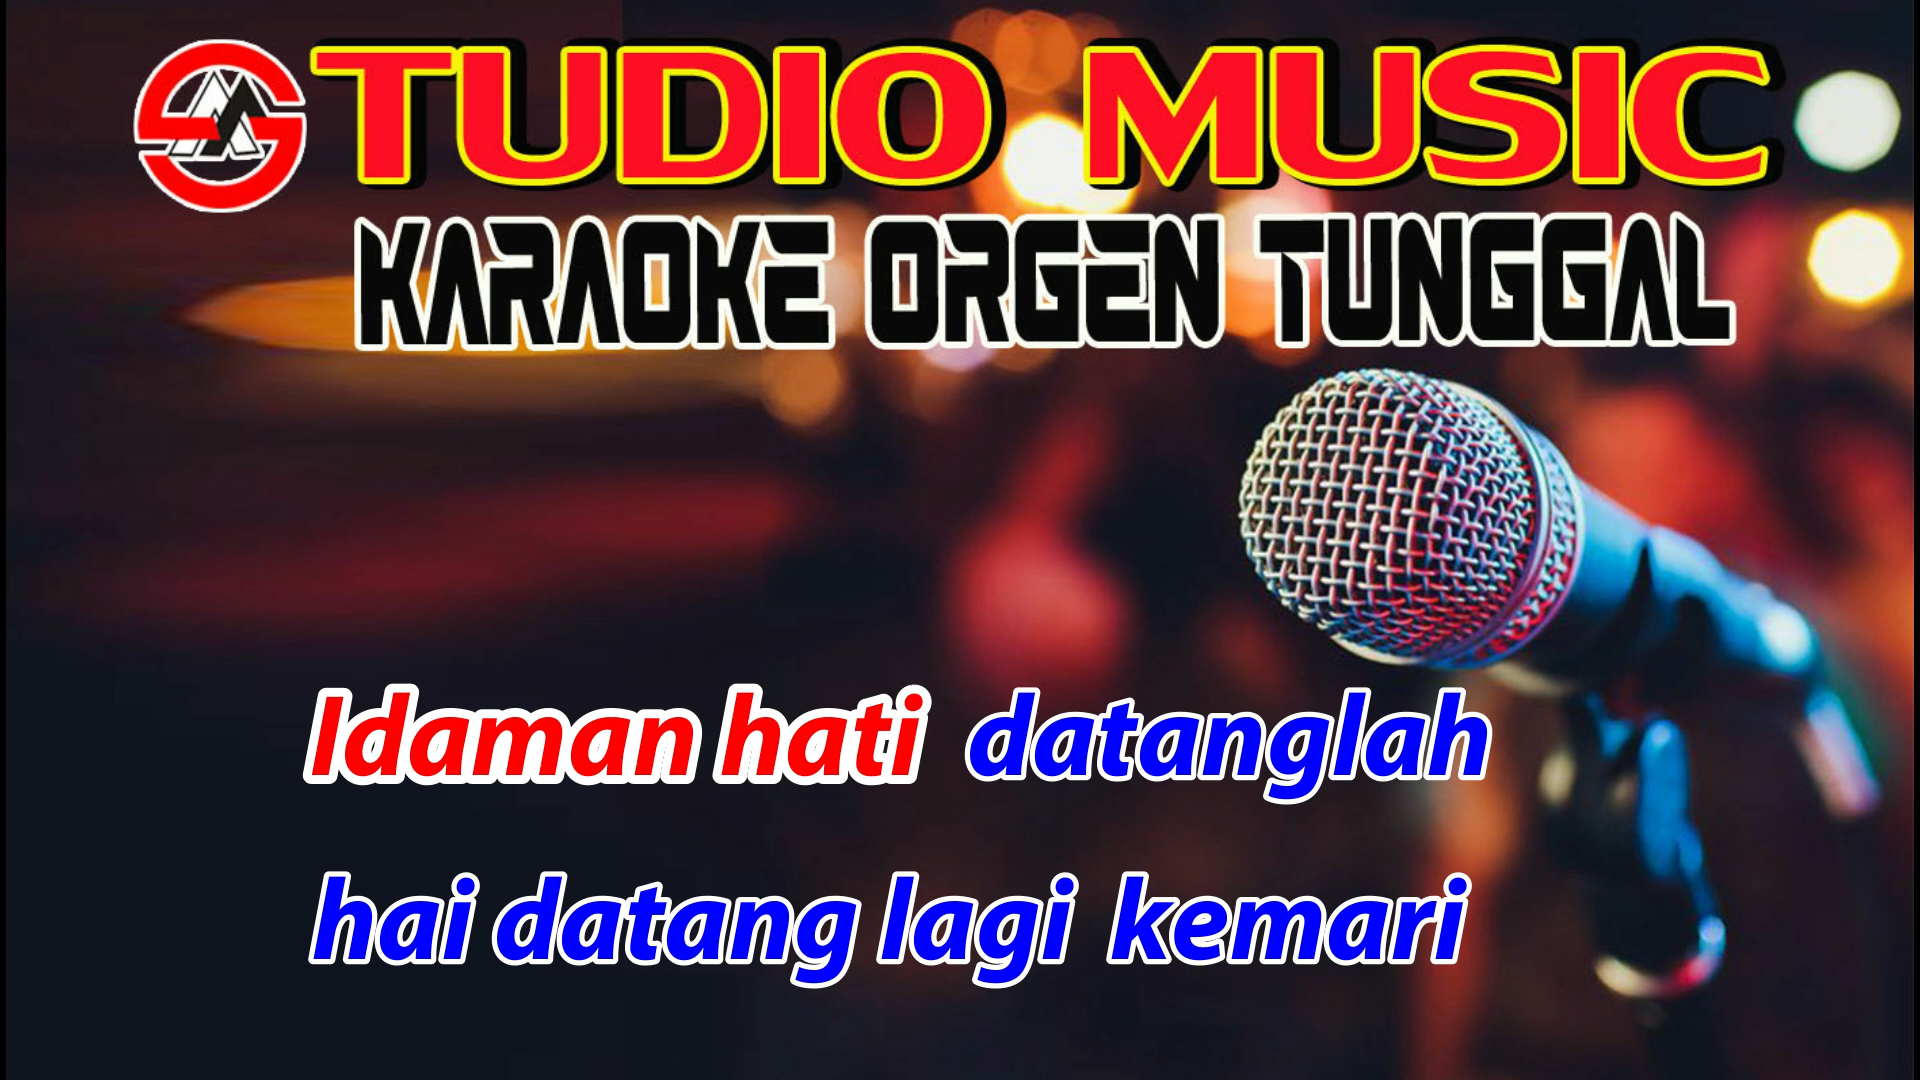 STUDIO MUSIC
KARAOKE ORGEN TUNGGAL
Idaman hati datanglah
hai datang lagi kemari